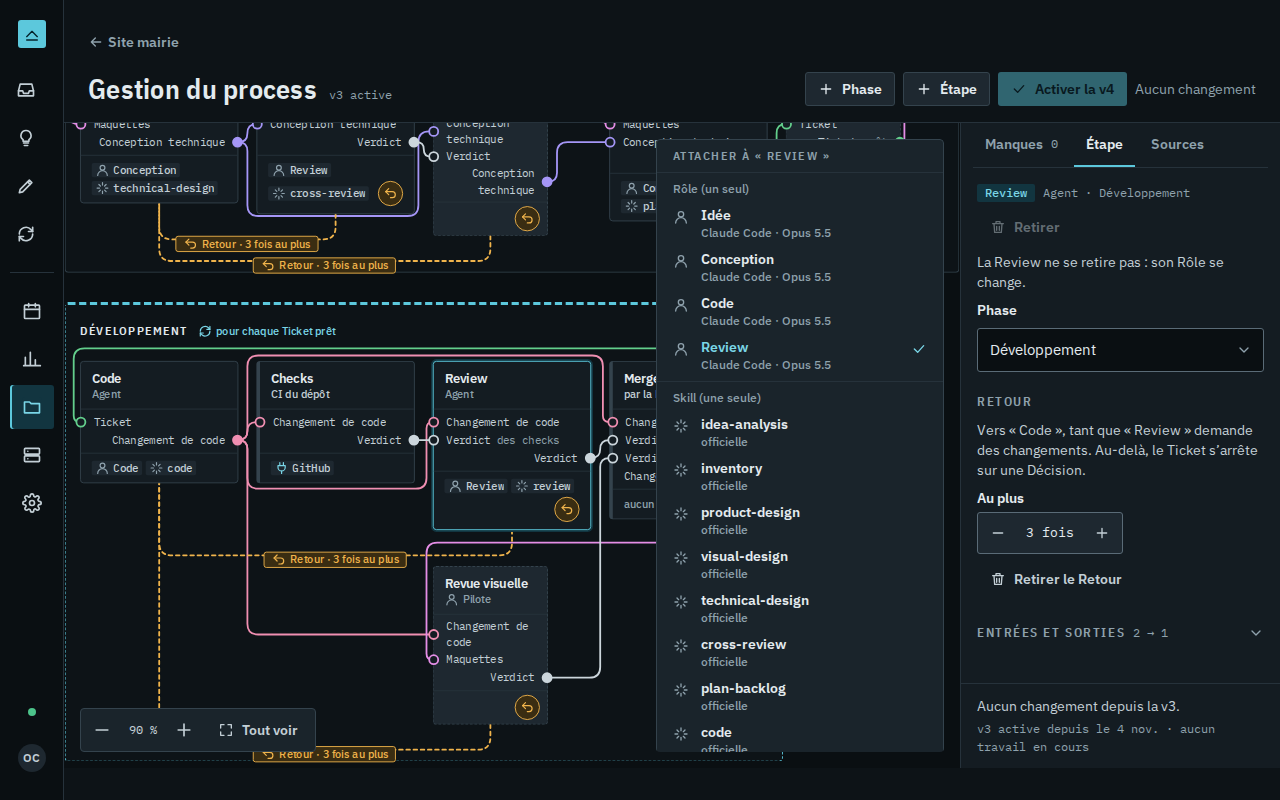 Site mairie
Gestion du process v3 active
Phase
Étape
Activer la v4
Aucun changement
Maquettes
Conception technique
Conception
technical-design
Conception technique
Verdict
Review
cross-review
Conception
technique
Verdict
Conception
technique
Maquettes
Ticket
Retour · 3 fois au plus
Retour · 3 fois au plus
DÉVELOPPEMENT
pour chaque Ticket prêt
Code
Agent
Ticket
Changement de code
Code
code
Checks
CI du dépôt
Changement de code
Verdict
GitHub
Review
Agent
Changement de code
Verdict des checks
Verdict
Review
review
Merge
par la
aucun
Retour · 3 fois au plus
Revue visuelle
Pilote
Changement de
code
Maquettes
Verdict
Retour · 3 fois au plus
90 %
Tout voir
OC
ATTACHER À « REVIEW »
Rôle (un seul)
Idée
Claude Code · Opus 5.5
Conception
Claude Code · Opus 5.5
Code
Claude Code · Opus 5.5
Review
Claude Code · Opus 5.5
Skill (une seule)
idea-analysis
officielle
inventory
officielle
product-design
officielle
visual-design
officielle
technical-design
officielle
cross-review
officielle
plan-backlog
officielle
code
officielle
Manques 0
Étape
Sources
Review Agent · Développement
Retirer
La Review ne se retire pas : son Rôle se
change.
Phase
Développement
RETOUR
Vers « Code », tant que « Review » demande
des changements. Au-delà, le Ticket s’arrête
sur une Décision.
Au plus
3 fois
Retirer le Retour
ENTRÉES ET SORTIES 2 → 1
Aucun changement depuis la v3.
v3 active depuis le 4 nov. · aucun
travail en cours